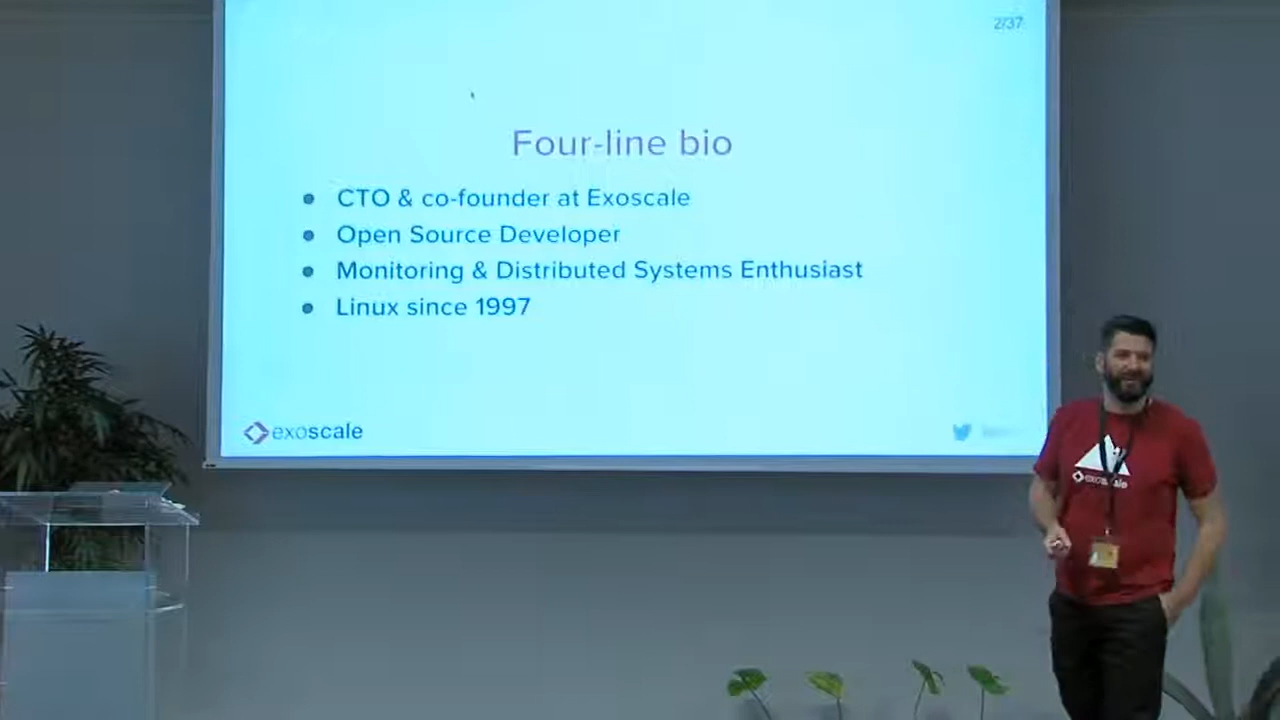 2/37
Four-line bio
CTO & co-founder at Exoscale
Open Source Developer
Monitoring & Distributed Systems Enthusiast
Linux since 1997
exoscale
exoscale